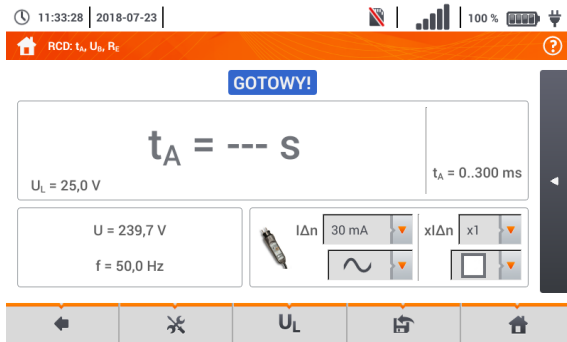 11:33:28 2018-07-23 100 %
RCD: tA, UB, RE ?
GOTOWY!
tA = --- s
UL = 25,0 V
tA = 0..300 ms
U = 239,7 V
f = 50,0 Hz
IΔn 30 mA xIΔn x1
UL